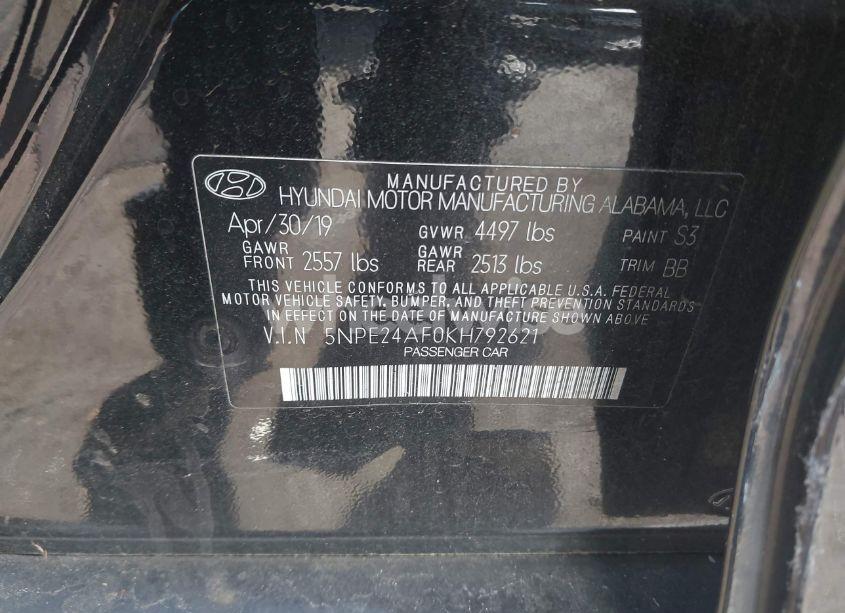 MANUFACTURED BY
HYUNDAI MOTOR MANUFACTURING ALABAMA, LLC
Apr/30/19 GVWR 4497 lbs PAINT S3
GAWR FRONT 2557 lbs GAWR REAR 2513 lbs TRIM BB
THIS VEHICLE CONFORMS TO ALL APPLICABLE U.S.A. FEDERAL
MOTOR VEHICLE SAFETY, BUMPER, AND THEFT PREVENTION STANDARDS
IN EFFECT ON THE DATE OF MANUFACTURE SHOWN ABOVE
V.I.N 5NPE24AF0KH792621
PASSENGER CAR